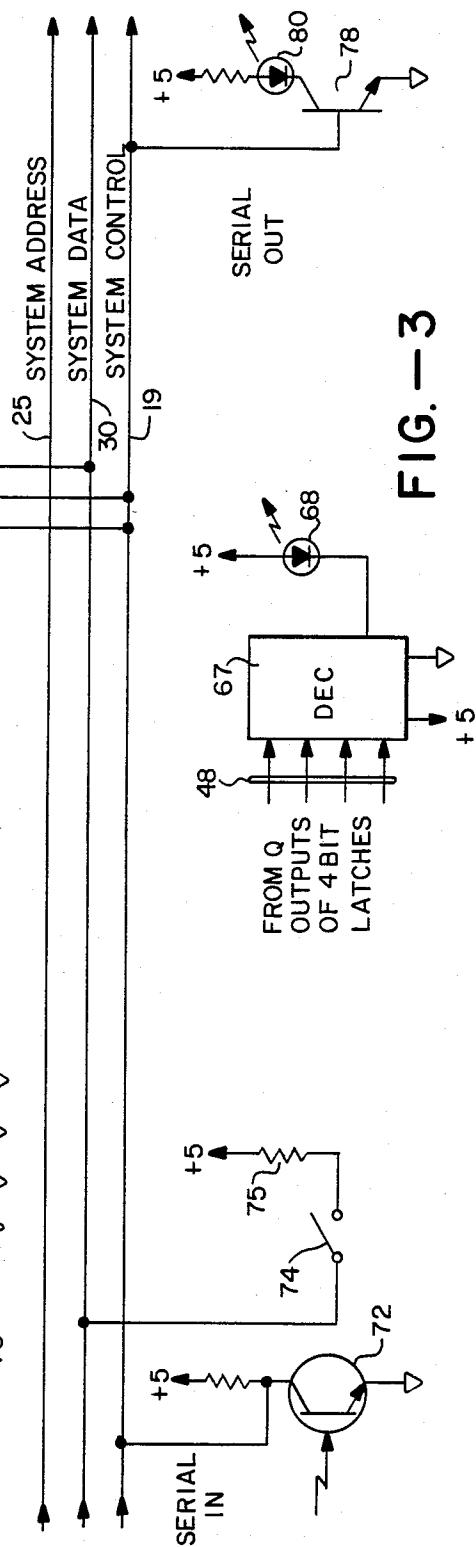 25 SYSTEM ADDRESS
SYSTEM DATA
30 SYSTEM CONTROL
19
SERIAL
IN
+5
72
74
75
+5
FROM Q
OUTPUTS
OF 4 BIT
LATCHES
48
67
DEC
+5
+5
68
SERIAL
OUT
+5
80
78
FIG.—3